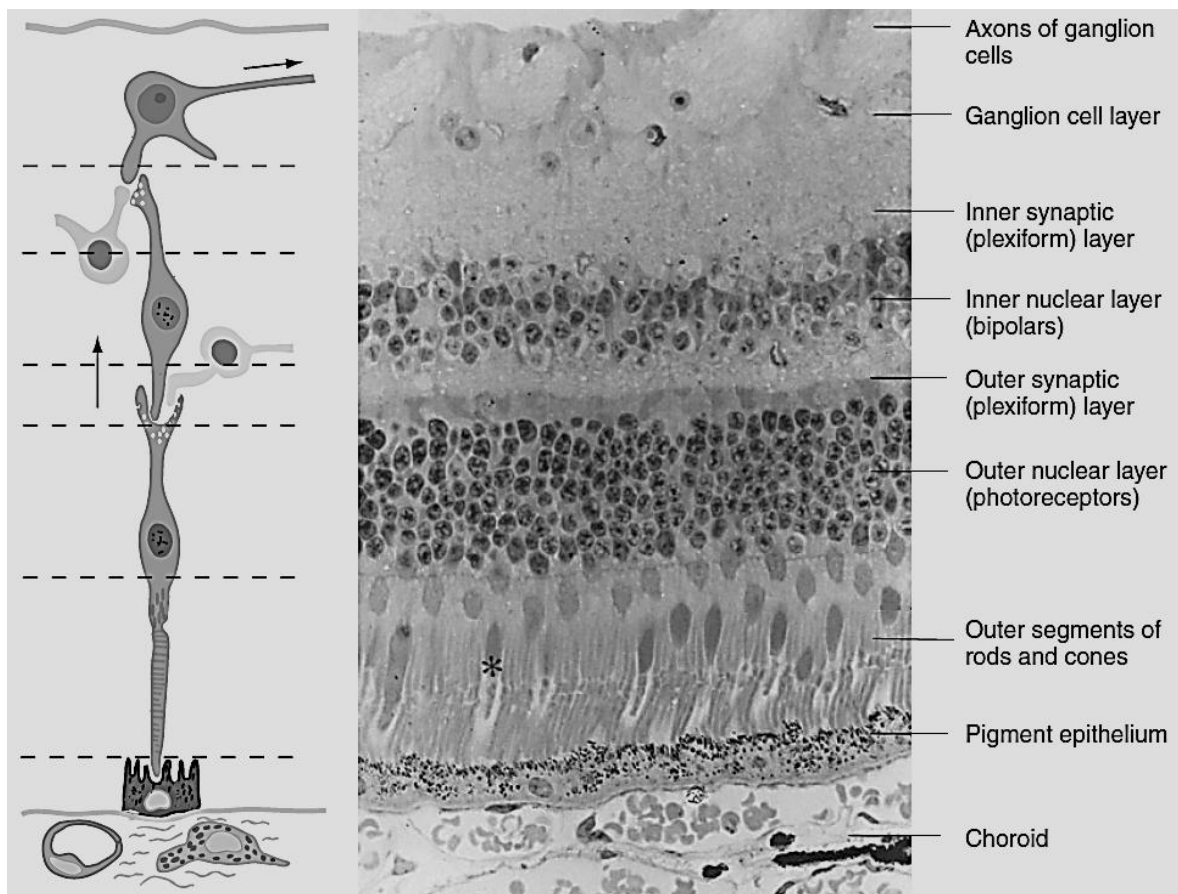 Axons of ganglion
cells
Ganglion cell layer
Inner synaptic
(plexiform) layer
Inner nuclear layer
(bipolars)
Outer synaptic
(plexiform) layer
Outer nuclear layer
(photoreceptors)
*
Outer segments of
rods and cones
Pigment epithelium
Choroid